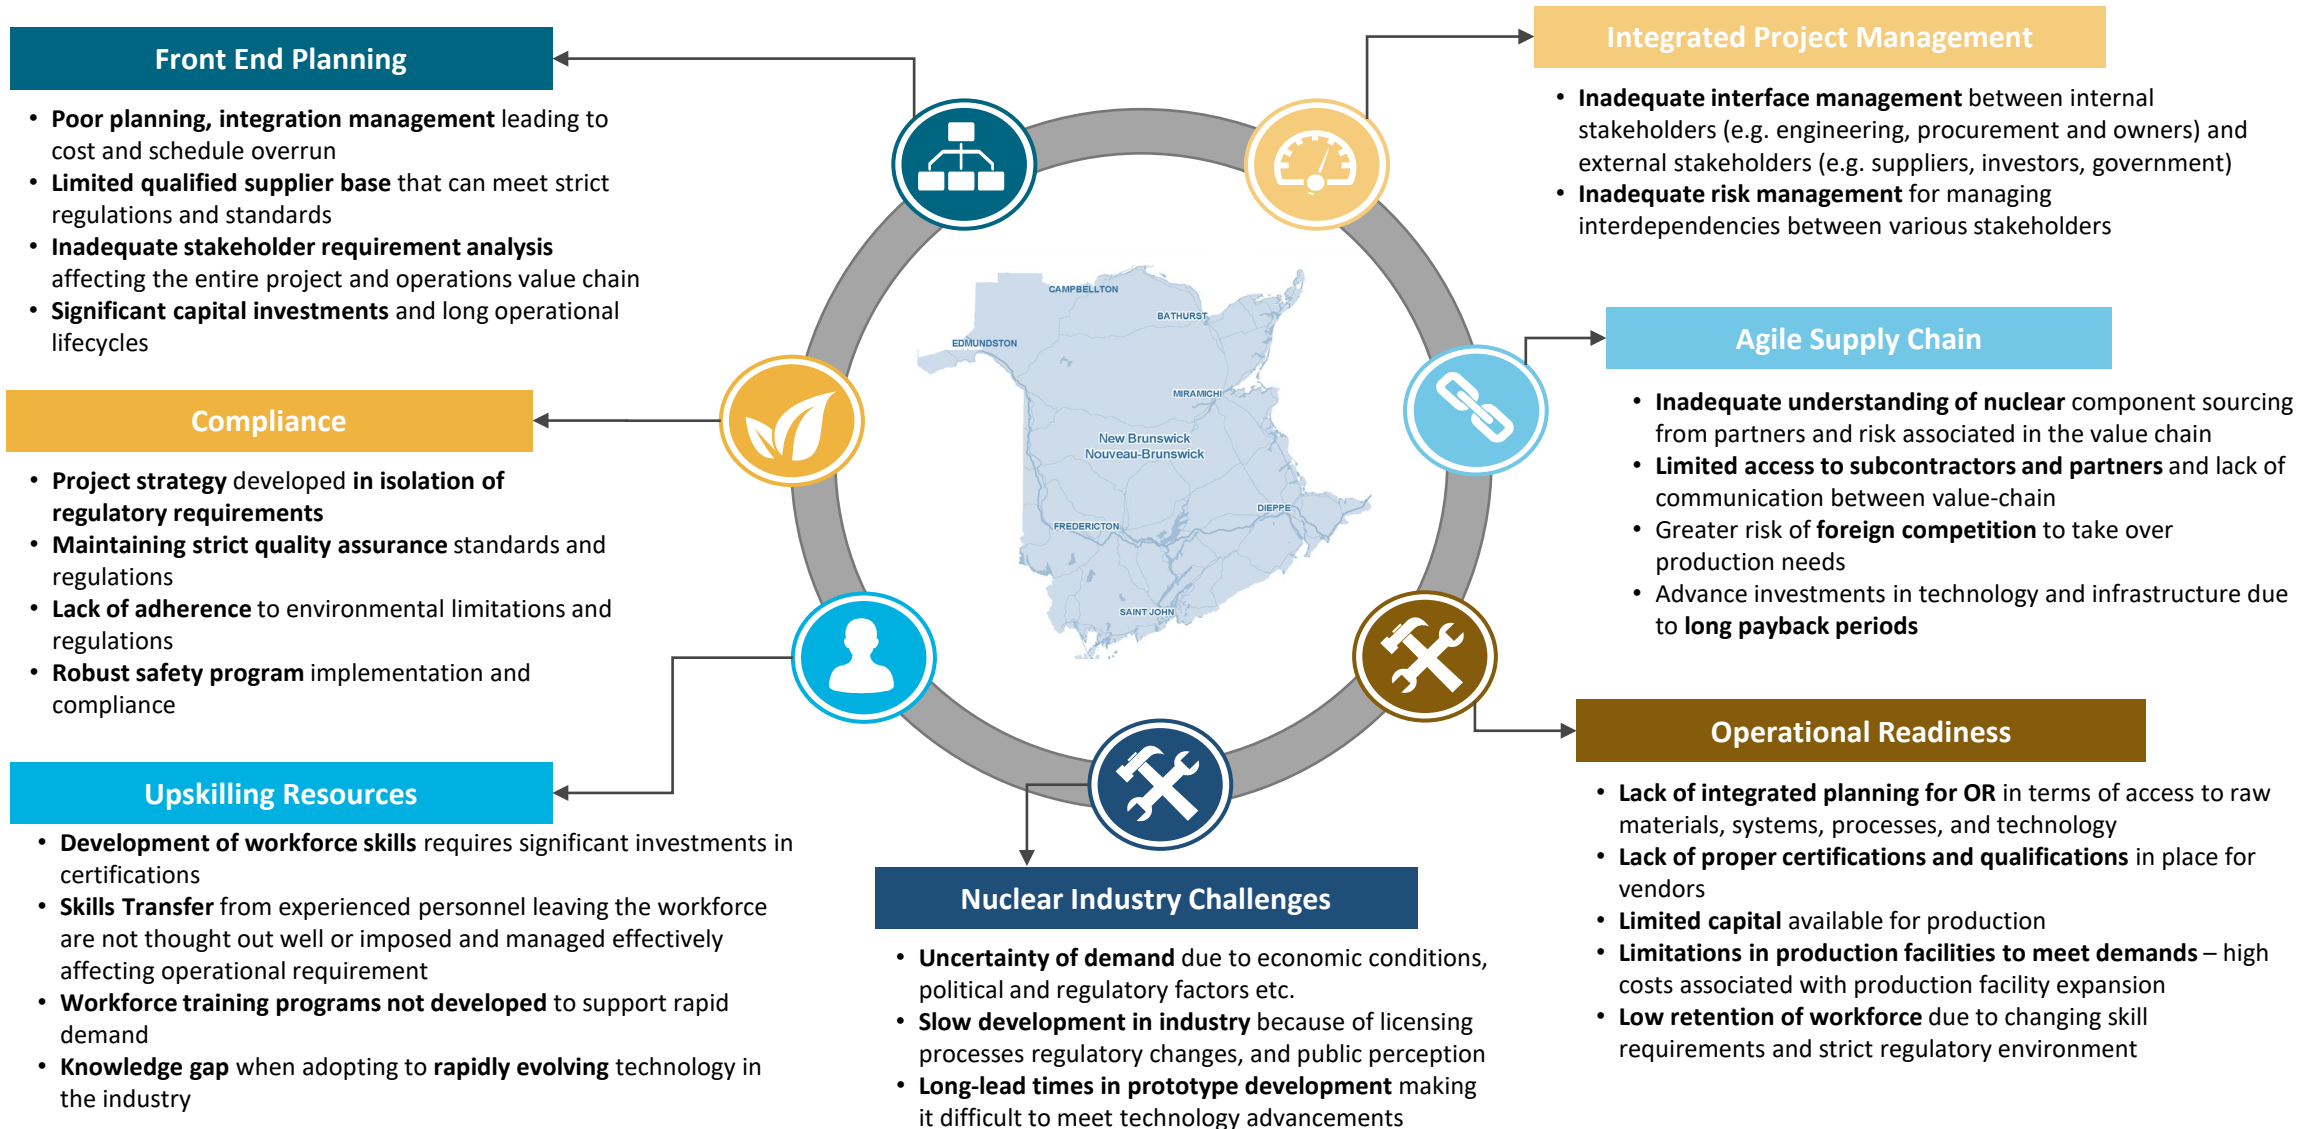 Front End Planning
• Poor planning, integration management leading to
cost and schedule overrun
• Limited qualified supplier base that can meet strict
regulations and standards
• Inadequate stakeholder requirement analysis
affecting the entire project and operations value chain
• Significant capital investments and long operational
lifecycles
Compliance
• Project strategy developed in isolation of
regulatory requirements
• Maintaining strict quality assurance standards and
regulations
• Lack of adherence to environmental limitations and
regulations
• Robust safety program implementation and
compliance
Upskilling Resources
• Development of workforce skills requires significant investments in
certifications
• Skills Transfer from experienced personnel leaving the workforce
are not thought out well or imposed and managed effectively
affecting operational requirement
• Workforce training programs not developed to support rapid
demand
• Knowledge gap when adopting to rapidly evolving technology in
the industry
CAMPBELLTON
BATHURST
EDMUNDSTON
MIRAMICHI
New Brunswick
Nouveau-Brunswick
DIEPPE
FREDERICTON
SAINT JOHN
Nuclear Industry Challenges
• Uncertainty of demand due to economic conditions,
political and regulatory factors etc.
• Slow development in industry because of licensing
processes regulatory changes, and public perception
• Long-lead times in prototype development making
it difficult to meet technology advancements
Integrated Project Management
• Inadequate interface management between internal
stakeholders (e.g. engineering, procurement and owners) and
external stakeholders (e.g. suppliers, investors, government)
• Inadequate risk management for managing
interdependencies between various stakeholders
Agile Supply Chain
• Inadequate understanding of nuclear component sourcing
from partners and risk associated in the value chain
• Limited access to subcontractors and partners and lack of
communication between value-chain
• Greater risk of foreign competition to take over
production needs
• Advance investments in technology and infrastructure due
to long payback periods
Operational Readiness
• Lack of integrated planning for OR in terms of access to raw
materials, systems, processes, and technology
• Lack of proper certifications and qualifications in place for
vendors
• Limited capital available for production
• Limitations in production facilities to meet demands – high
costs associated with production facility expansion
• Low retention of workforce due to changing skill
requirements and strict regulatory environment